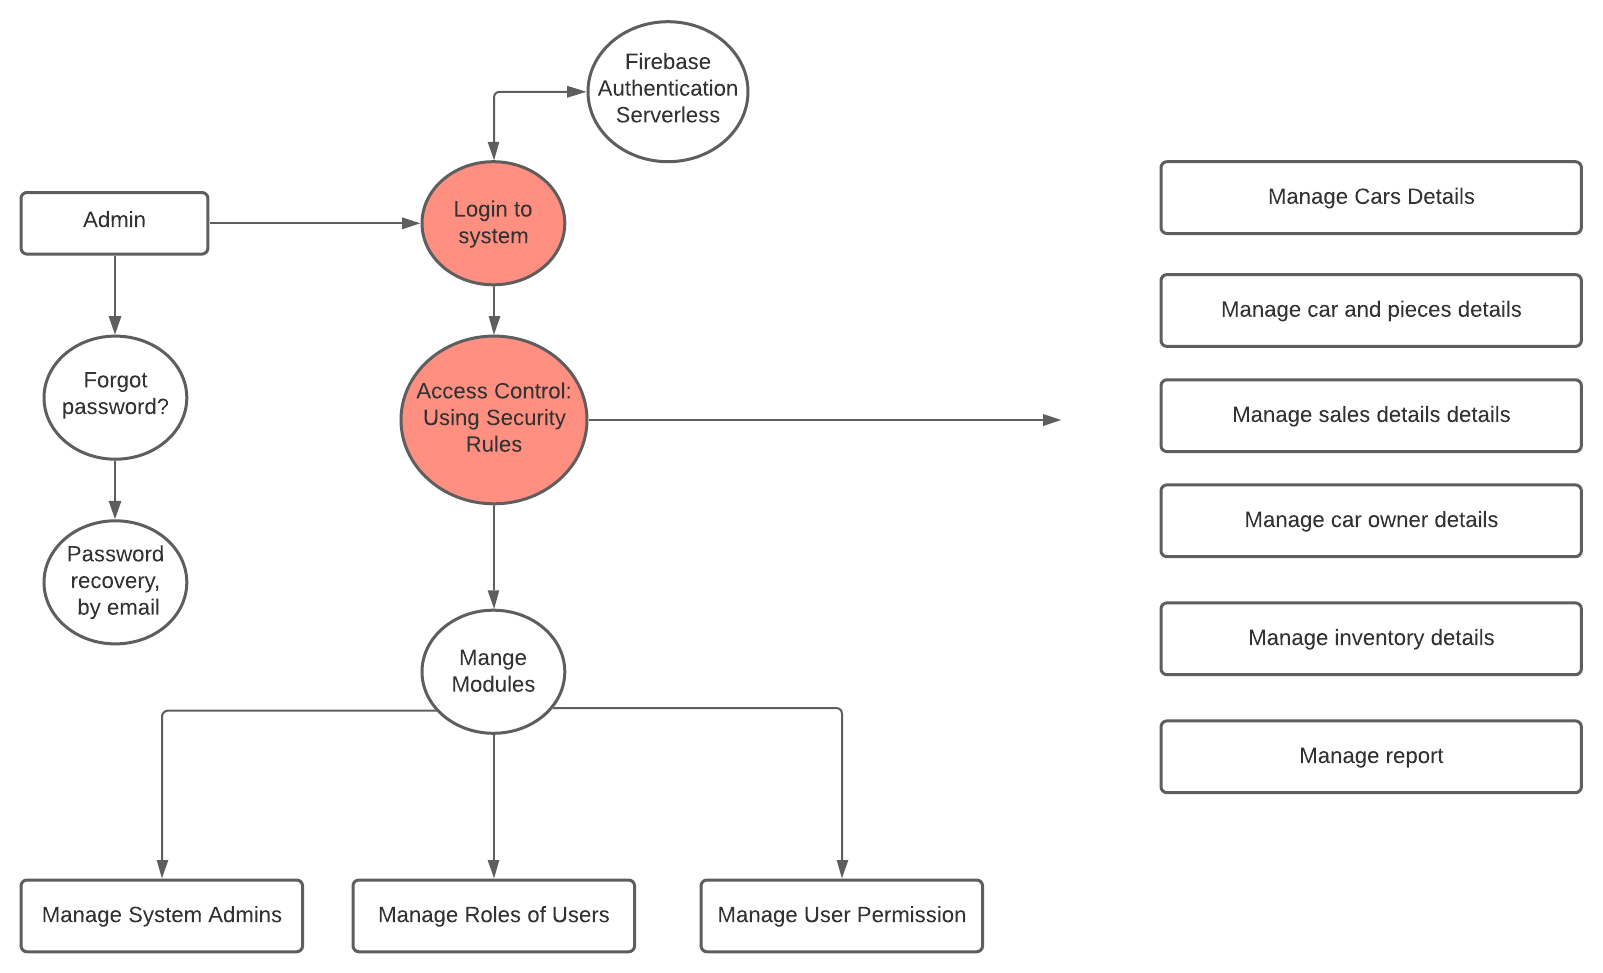 Firebase
Authentication
Serverless
Admin
Login to
system
Forgot
password?
Access Control:
Using Security
Rules
Password
recovery,
by email
Mange
Modules
Manage System Admins
Manage Roles of Users
Manage User Permission
Manage Cars Details
Manage car and pieces details
Manage sales details details
Manage car owner details
Manage inventory details
Manage report